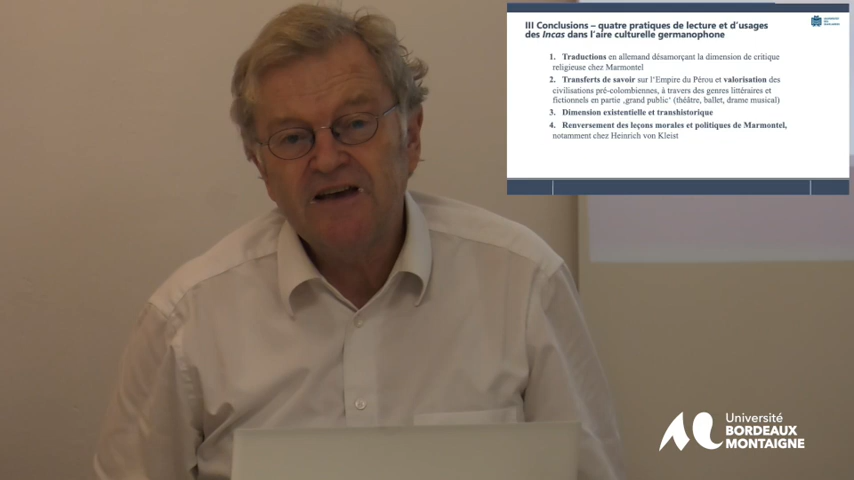 III Conclusions – quatre pratiques de lecture et d'usages
des Incas dans l'aire culturelle germanophone
1. Traductions en allemand désamorçant la dimension de critique
religieuse chez Marmontel
2. Transferts de savoir sur l'Empire du Pérou et valorisation des
civilisations pré-colombiennes, à travers des genres littéraires et
fictionnels en partie ‚grand public' (théâtre, ballet, drame musical)
3. Dimension existentielle et transhistorique
4. Renversement des leçons morales et politiques de Marmontel,
notamment chez Heinrich von Kleist
Université
BORDEAUX
MONTAIGNE